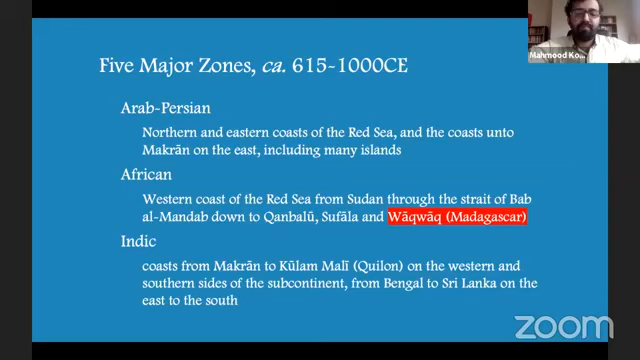 Mahmood Ko...
Five Major Zones, ca. 615-1000CE
Arab-Persian
Northern and eastern coasts of the Red Sea, and the coasts unto
Makrān on the east, including many islands
African
Western coast of the Red Sea from Sudan through the strait of Bab
al-Mandab down to Qanbalū, Sufāla and Wāqwāq (Madagascar)
Indic
coasts from Makrān to Kūlam Malī (Quilon) on the western and
southern sides of the subcontinent, from Bengal to Sri Lanka on the
east to the south
zoom